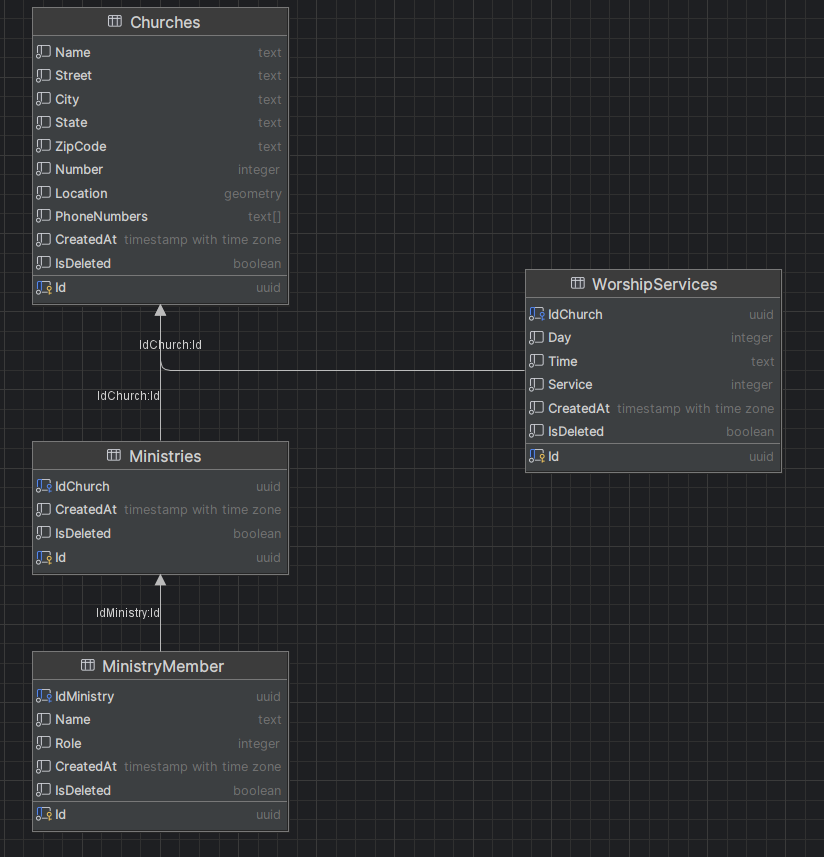 Churches
Name text
Street text
City text
State text
ZipCode text
Number integer
Location geometry
PhoneNumbers text[]
CreatedAt timestamp with time zone
IsDeleted boolean
Id uuid
IdChurch:Id
IdChurch:Id
WorshipServices
IdChurch uuid
Day integer
Time text
Service integer
CreatedAt timestamp with time zone
IsDeleted boolean
Id uuid
Ministries
IdChurch uuid
CreatedAt timestamp with time zone
IsDeleted boolean
Id uuid
IdMinistry:Id
MinistryMember
IdMinistry uuid
Name text
Role integer
CreatedAt timestamp with time zone
IsDeleted boolean
Id uuid